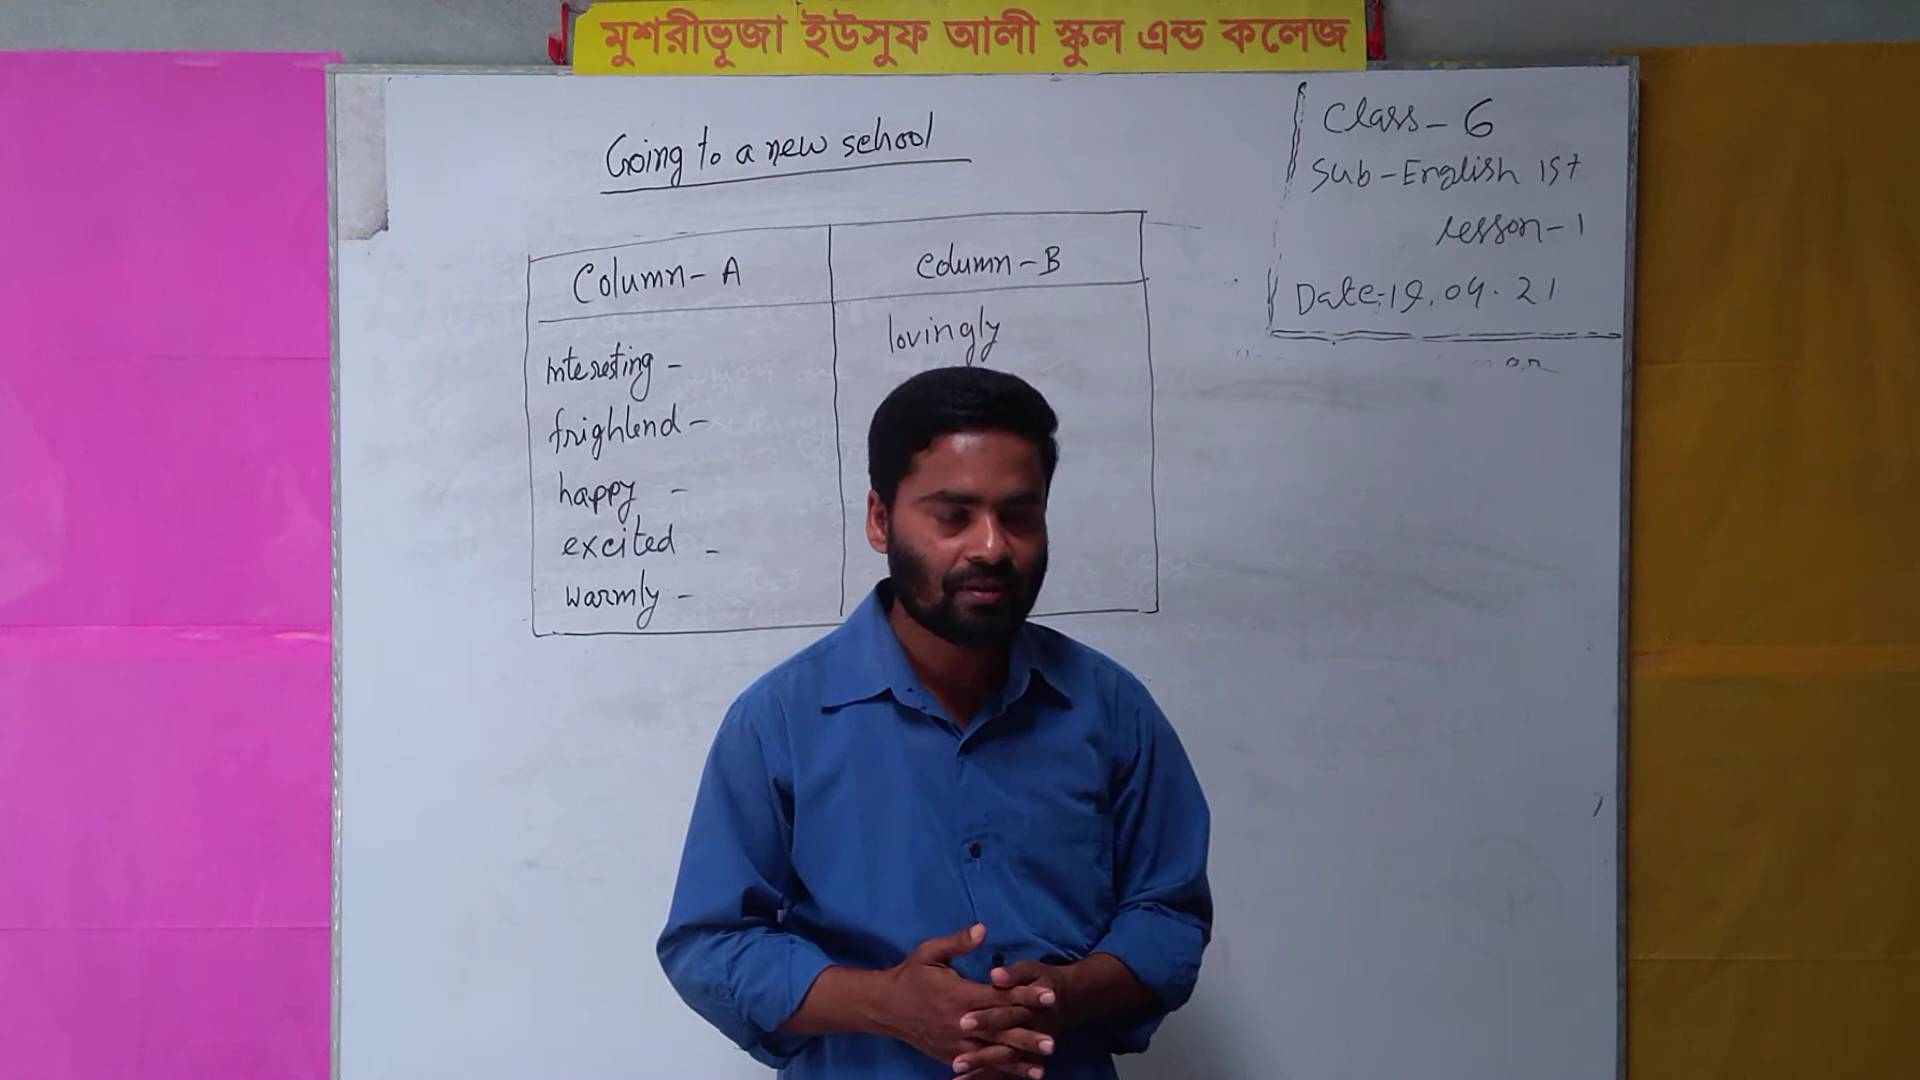 মুশরীভূজা ইউসুফ আলী স্কুল এন্ড কলেজ
Going to a new school
Class - 6
Sub - English 1st
lesson - 1
Date: 19.04.21
Column - A
Column - B
Interesting -
frighlend -
happy -
excited -
warmly -
lovingly
or